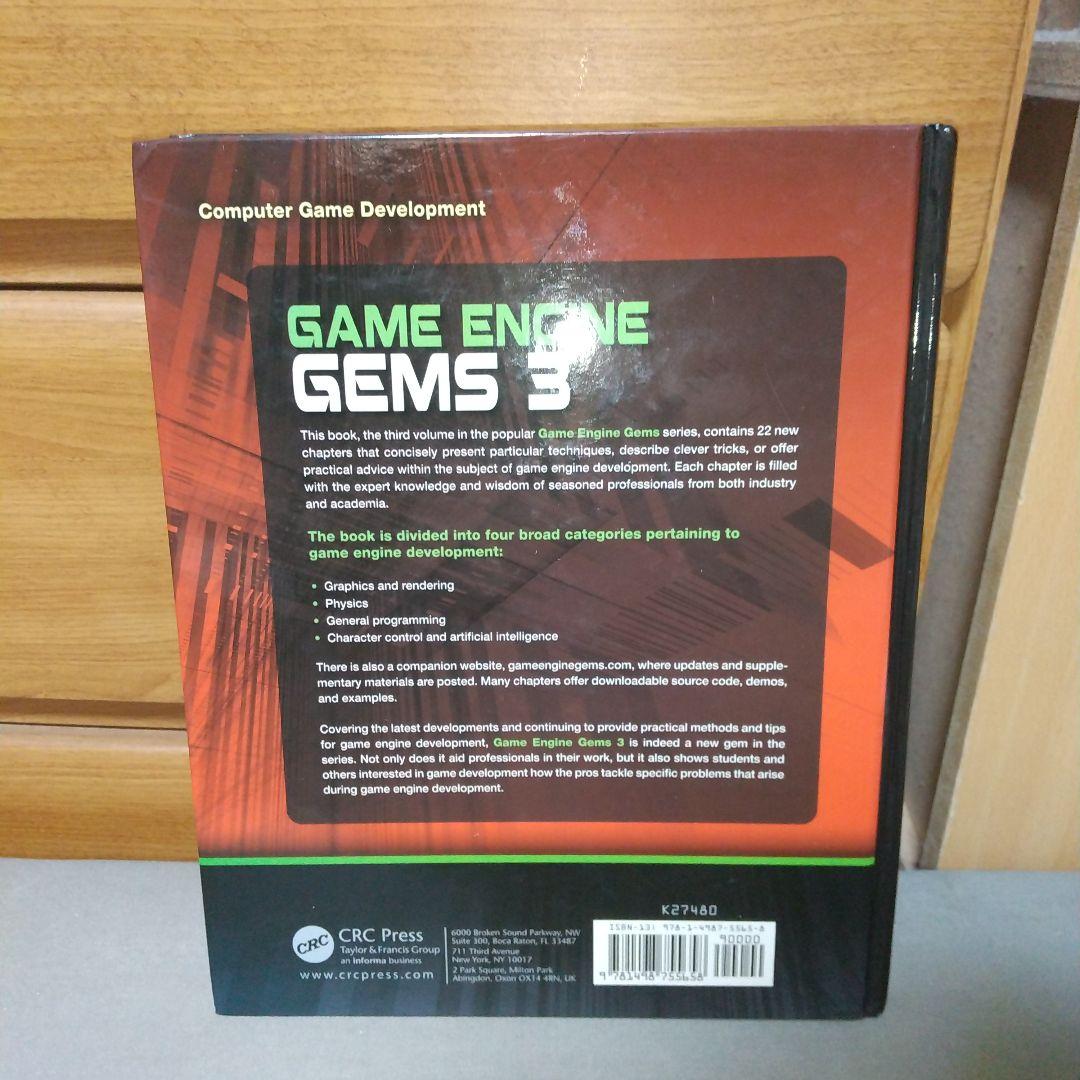 Computer Game Development
GAME ENGINE
GEMS 3
This book, the third volume in the popular Game Engine Gems series, contains 22 new
chapters that concisely present particular techniques, describe clever tricks, or offer
practical advice within the subject of game engine development. Each chapter is filled
with the expert knowledge and wisdom of seasoned professionals from both industry
and academia.
The book is divided into four broad categories pertaining to
game engine development:
• Graphics and rendering
• Physics
• General programming
• Character control and artificial intelligence
There is also a companion website, gameenginegems.com, where updates and supple-
mentary materials are posted. Many chapters offer downloadable source code, demos,
and examples.
Covering the latest developments and continuing to provide practical methods and tips
for game engine development, Game Engine Gems 3 is indeed a new gem in the
series. Not only does it aid professionals in their work, but it also shows students and
others interested in game development how the pros tackle specific problems that arise
during game engine development.
K27480
CRC
CRC Press
Taylor & Francis Group
an informa business
www.crcpress.com
6000 Broken Sound Parkway, NW
Suite 300, Boca Raton, FL 33487
711 Third Avenue
New York, NY 10017
2 Park Square, Milton Park
Abingdon, Oxon OX14 4RN, UK
ISBN-13: 978-1-4987-5565-8
90000
9 781498 755658